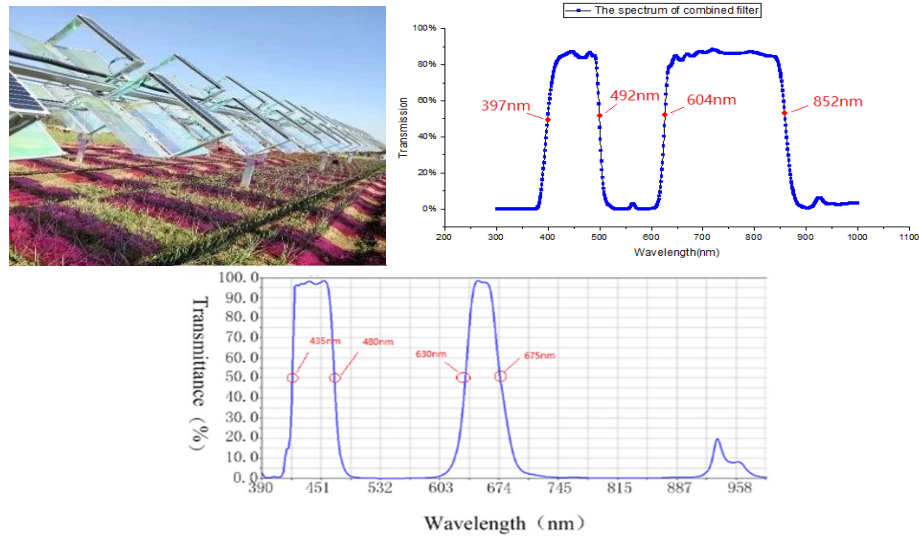 The spectrum of combined filter
100%
80%
60%
40%
20%
0%
Transmission
397nm
492nm
604nm
852nm
200 300 400 500 600 700 800 900 1000 1100
Wavelength(nm)
100. 0
90. 0
80. 0
70. 0
60. 0
50. 0
40. 0
30. 0
20. 0
10. 0
0. 0
Transmittance (%)
435nm
480nm
630nm
675nm
390 451 532 603 674 745 815 887 958
Wavelength（nm）